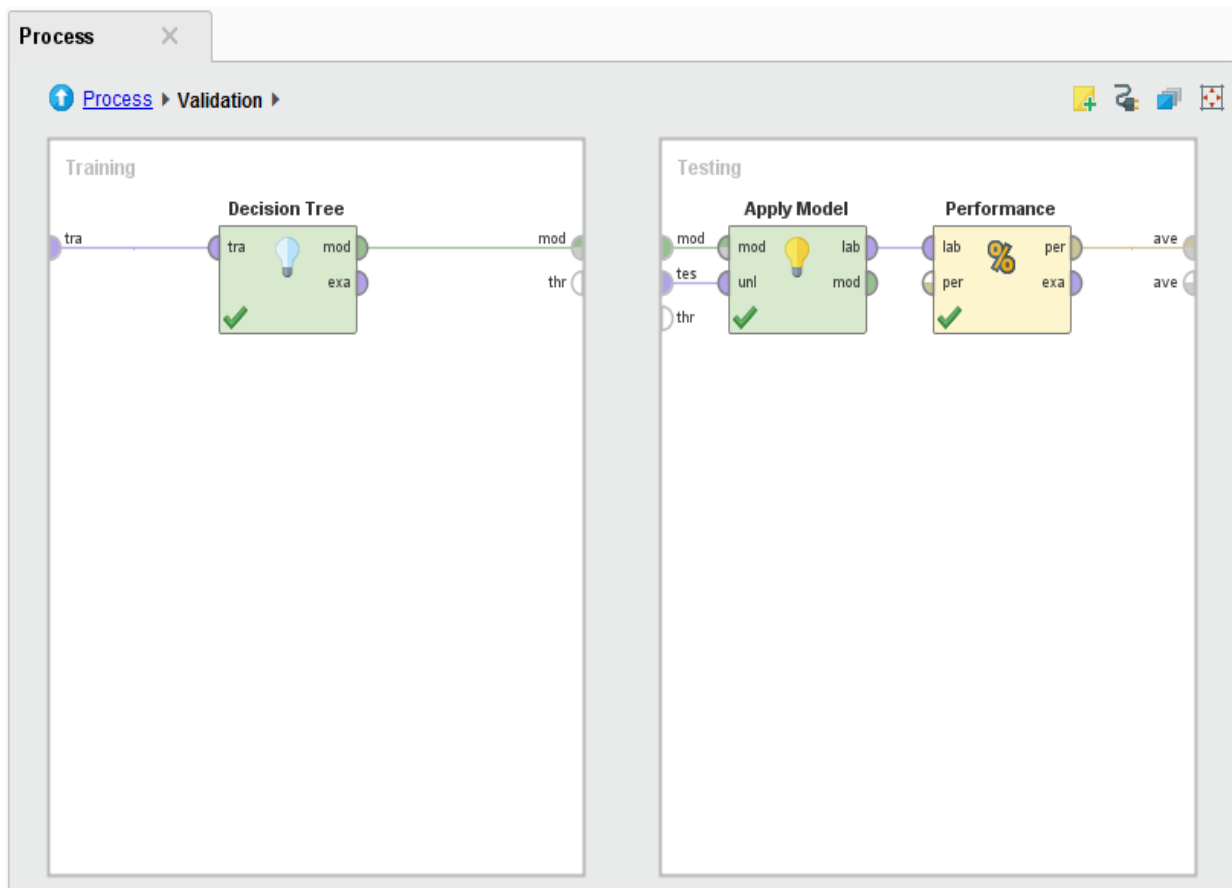 Process
Process Validation
Training
Decision Tree
tra
tra mod
exa
mod
thr
Testing
Apply Model
Performance
mod
tes
thr
mod lab
unl mod
lab per
per exa
ave
ave